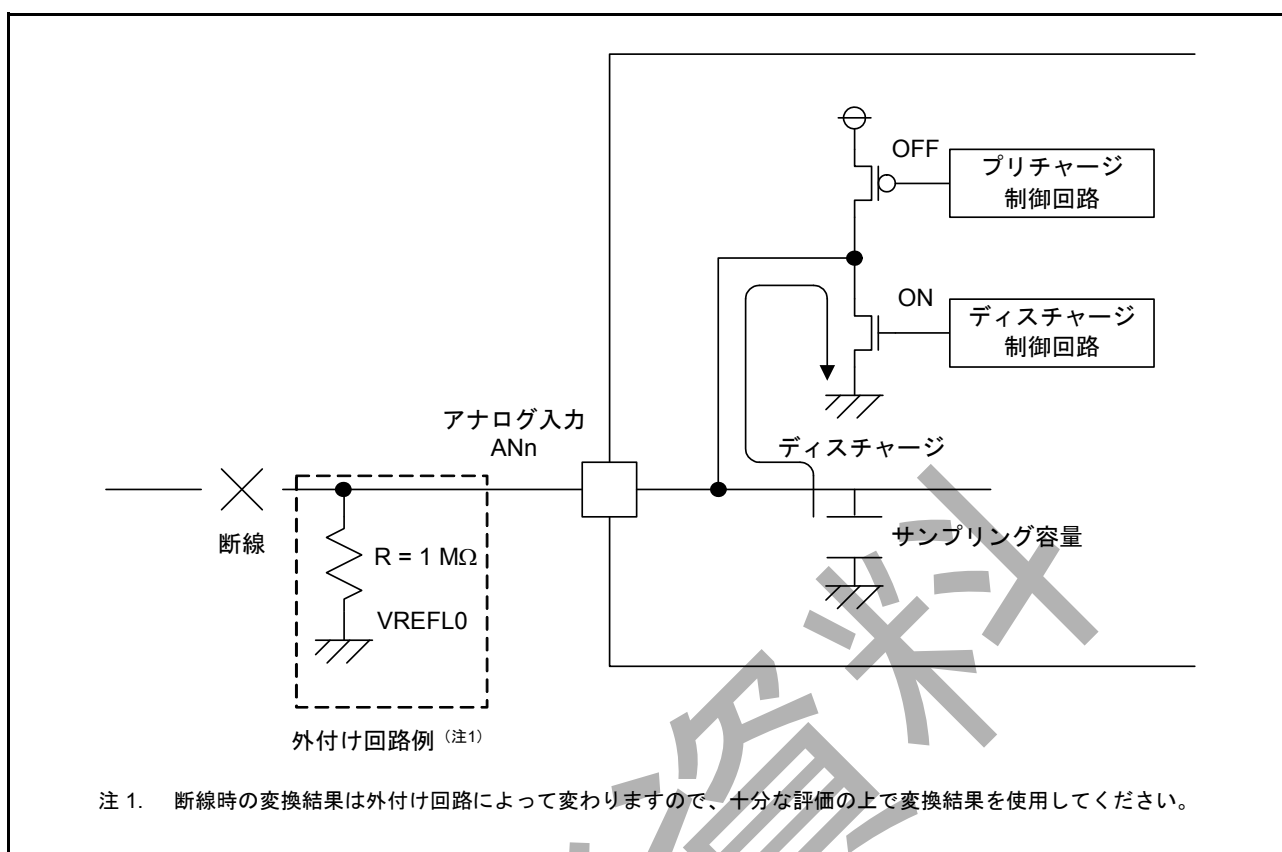 OFF
プリチャージ
制御回路
ON
ディスチャージ
制御回路
アナログ入力
ANn
ディスチャージ
断線
R = 1 MΩ
VREFL0
サンプリング容量
外付け回路例（注1）
注 1. 断線時の変換結果は外付け回路によって変わりますので、十分な評価の上で変換結果を使用してください。
資料